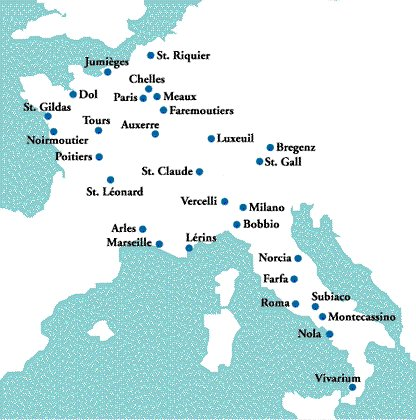 St. Riquier
Jumièges
Chelles
Dol
Paris
Meaux
St. Gildas
Faremoutiers
Tours
Auxerre
Noirmoutier
Luxeuil
Bregenz
Poitiers
St. Gall
St. Claude
St. Léonard
Vercelli
Milano
Bobbio
Arles
Marseille
Lérins
Norcia
Farfa
Roma
Subiaco
Montecassino
Nola
Vivarium